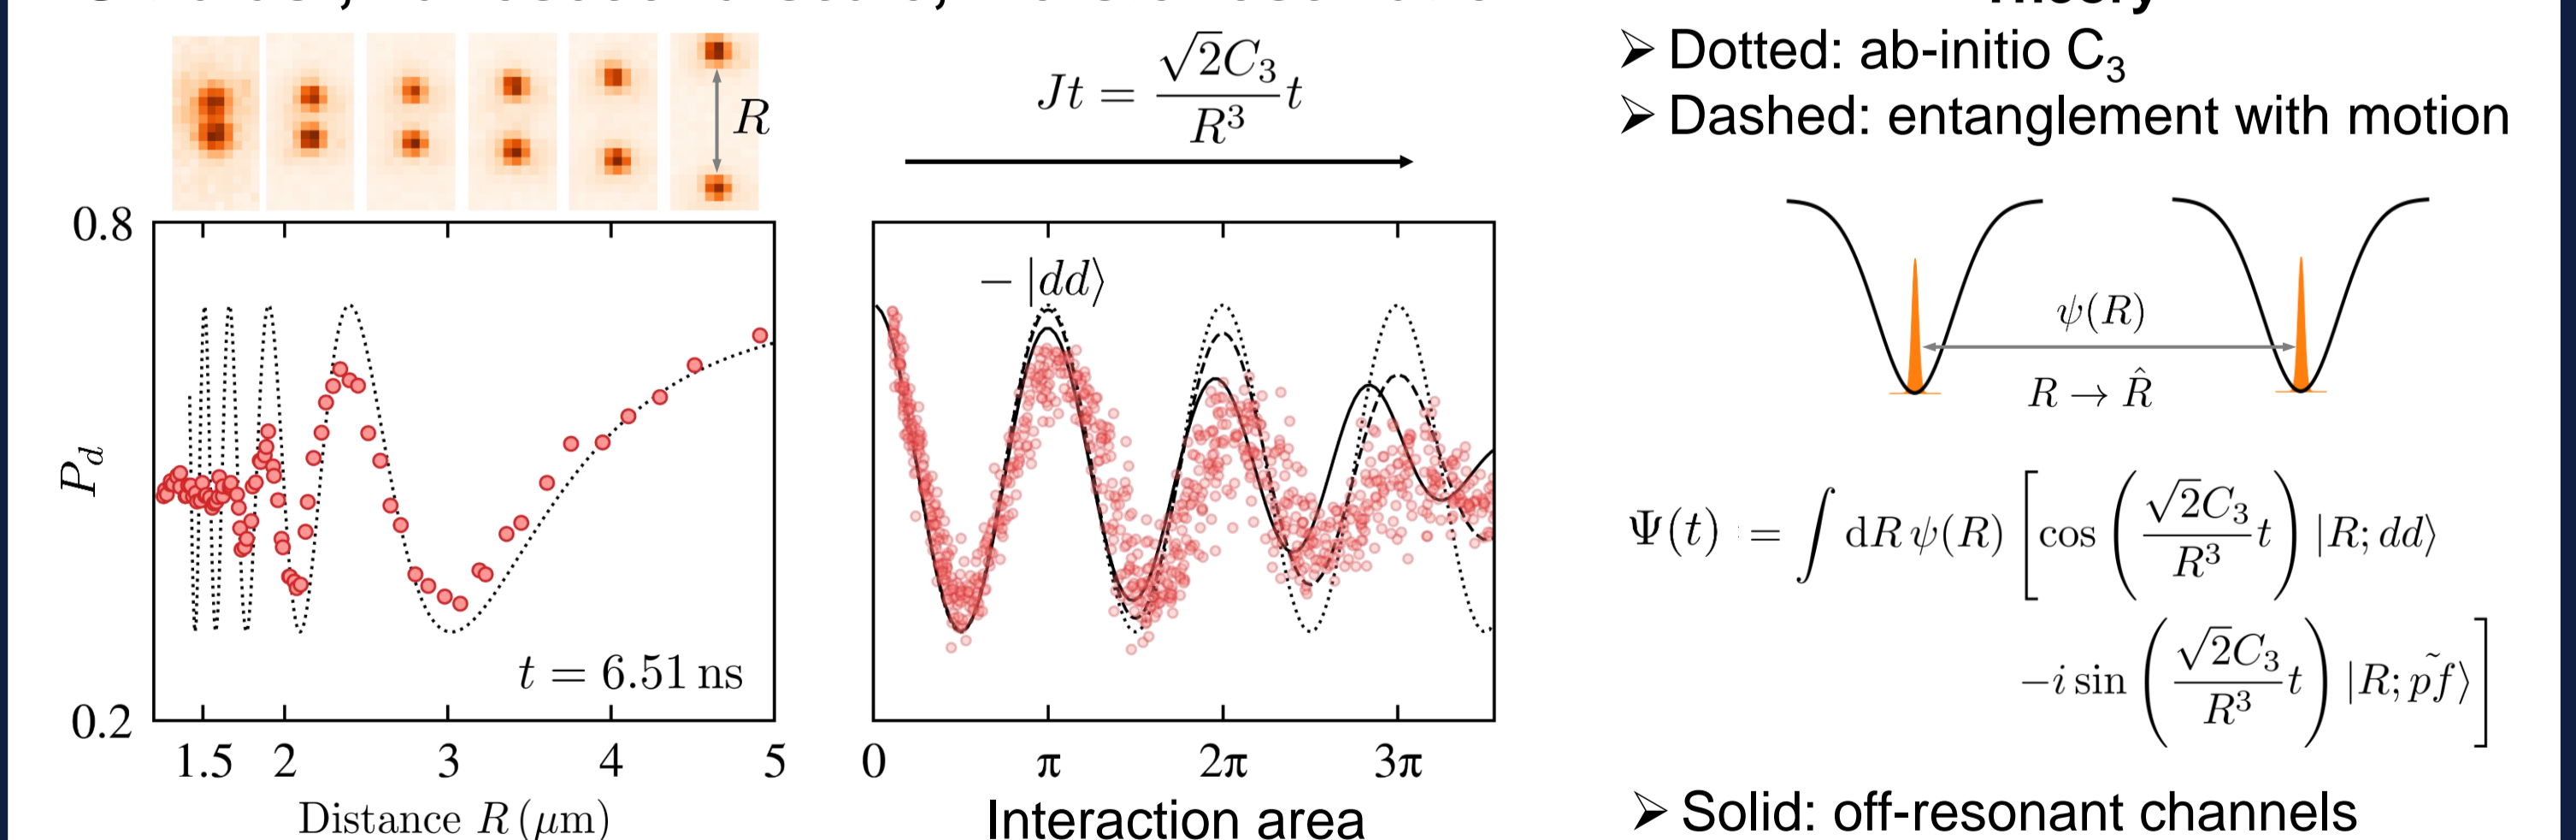 Theory
➢ Dotted: ab-initio C₃
➢ Dashed: entanglement with motion
R
Jt = √2C₃/R³ t
0.8
P_d
0.2
t = 6.51 ns
1.5 2 3 4 5
Distance R (μm)
− |dd⟩
0 π 2π 3π
Interaction area
ψ(R)
R → R̂
Ψ(t) = ∫ dR ψ(R) [cos (√2C₃/R³ t) |R; dd⟩
−i sin (√2C₃/R³ t) |R; p̃f⟩]
➢ Solid: off-resonant channels